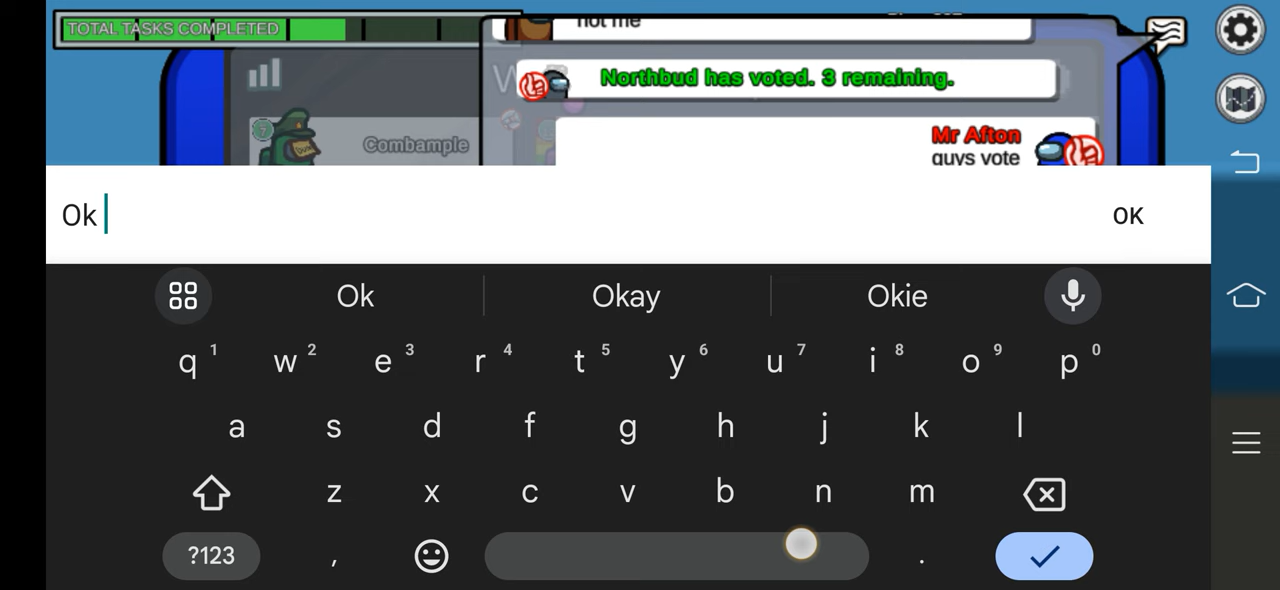 TOTAL TASKS COMPLETED
not me
Northbud has voted. 3 remaining.
Combample
Mr Afton
guys vote
Ok
OK
Ok Okay Okie
q 1 w 2 e 3 r 4 t 5 y 6 u 7 i 8 o 9 p 0
a s d f g h j k l
z x c v b n m
?123 , .